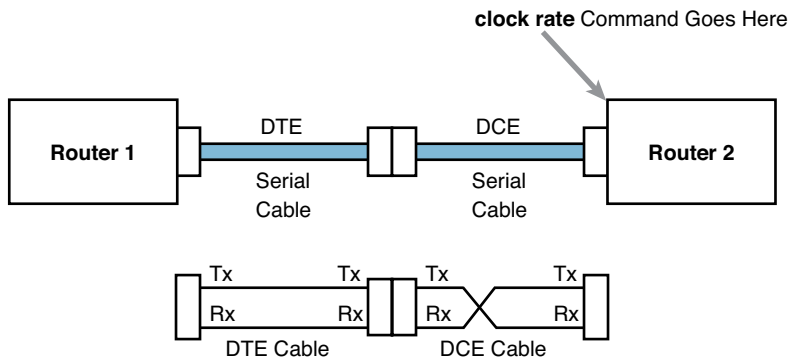 clock rate Command Goes Here
Router 1
DTE
Serial
Cable
DCE
Serial
Cable
Router 2
Tx Tx Tx Tx
Rx Rx Rx Rx
DTE Cable DCE Cable